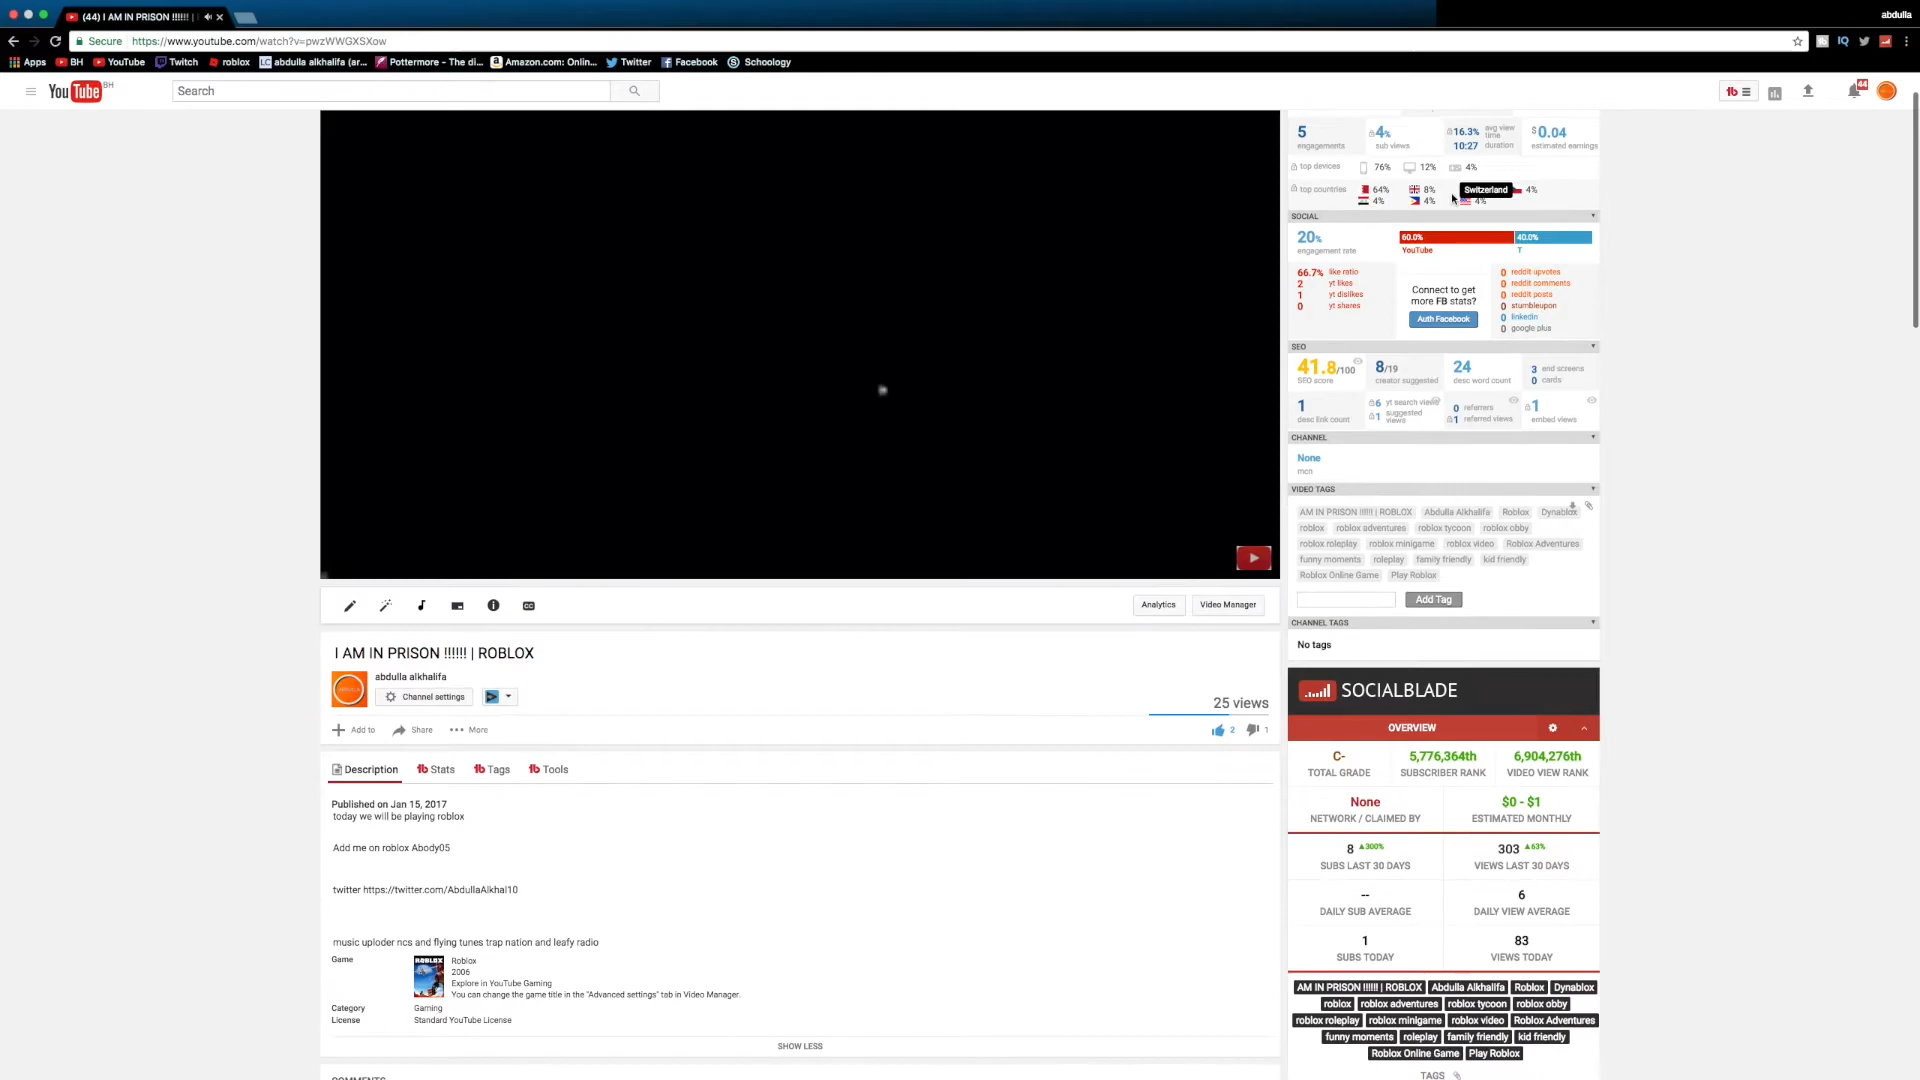 (44) I AM IN PRISON !!!!!! |
abdulla
Secure https://www.youtube.com/watch?v=pwzWWGXSXow
Apps BH YouTube Twitch roblox abdulla alkhalifa (ar... Pottermore - The di... Amazon.com: Onlin... Twitter Facebook Schoology
YouTube BH
Search
44
5 engagements
4% sub views
16.3% avg view time
10:27 duration
$0.04 estimated earnings
top devices 76% 12% 4%
top countries 64% 8% Switzerland 4%
4% 4% 4%
SOCIAL
20% engagement rate
60.0% 40.0%
YouTube T
66.7% like ratio
2 yt likes
1 yt dislikes
0 yt shares
Connect to get
more FB stats?
Auth Facebook
0 reddit upvotes
0 reddit comments
0 reddit posts
0 stumbleupon
0 linkedin
0 google plus
SEO
41.8/100 SEO score
8/19 creator suggested
24 desc word count
3 end screens
0 cards
1 desc link count
6 yt search views
1 suggested views
0 referrers
1 referred views
1 embed views
CHANNEL
None
mcn
VIDEO TAGS
AM IN PRISON !!!!!! | ROBLOX Abdulla Alkhalifa Roblox Dynablox
roblox roblox adventures roblox tycoon roblox obby
roblox roleplay roblox minigame roblox video Roblox Adventures
funny moments roleplay family friendly kid friendly
Roblox Online Game Play Roblox
Add Tag
CHANNEL TAGS
No tags
CC
Analytics Video Manager
I AM IN PRISON !!!!!! | ROBLOX
abdulla alkhalifa
Channel settings
25 views
Add to Share More
2 1
Description Stats Tags Tools
Published on Jan 15, 2017
today we will be playing roblox
Add me on roblox Abody05
twitter https://twitter.com/AbdullaAlkhal10
music uploder ncs and flying tunes trap nation and leafy radio
Game
ROBLOX
Roblox
2006
Explore in YouTube Gaming
You can change the game title in the "Advanced settings" tab in Video Manager.
Category Gaming
License Standard YouTube License
SHOW LESS
COMMENTS
SOCIALBLADE
OVERVIEW
C- 5,776,364th 6,904,276th
TOTAL GRADE SUBSCRIBER RANK VIDEO VIEW RANK
None $0 - $1
NETWORK / CLAIMED BY ESTIMATED MONTHLY
8 ▲300% 303 ▲63%
SUBS LAST 30 DAYS VIEWS LAST 30 DAYS
-- 6
DAILY SUB AVERAGE DAILY VIEW AVERAGE
1 83
SUBS TODAY VIEWS TODAY
AM IN PRISON !!!!!! | ROBLOX Abdulla Alkhalifa Roblox Dynablox
roblox roblox adventures roblox tycoon roblox obby
roblox roleplay roblox minigame roblox video Roblox Adventures
funny moments roleplay family friendly kid friendly
Roblox Online Game Play Roblox
TAGS